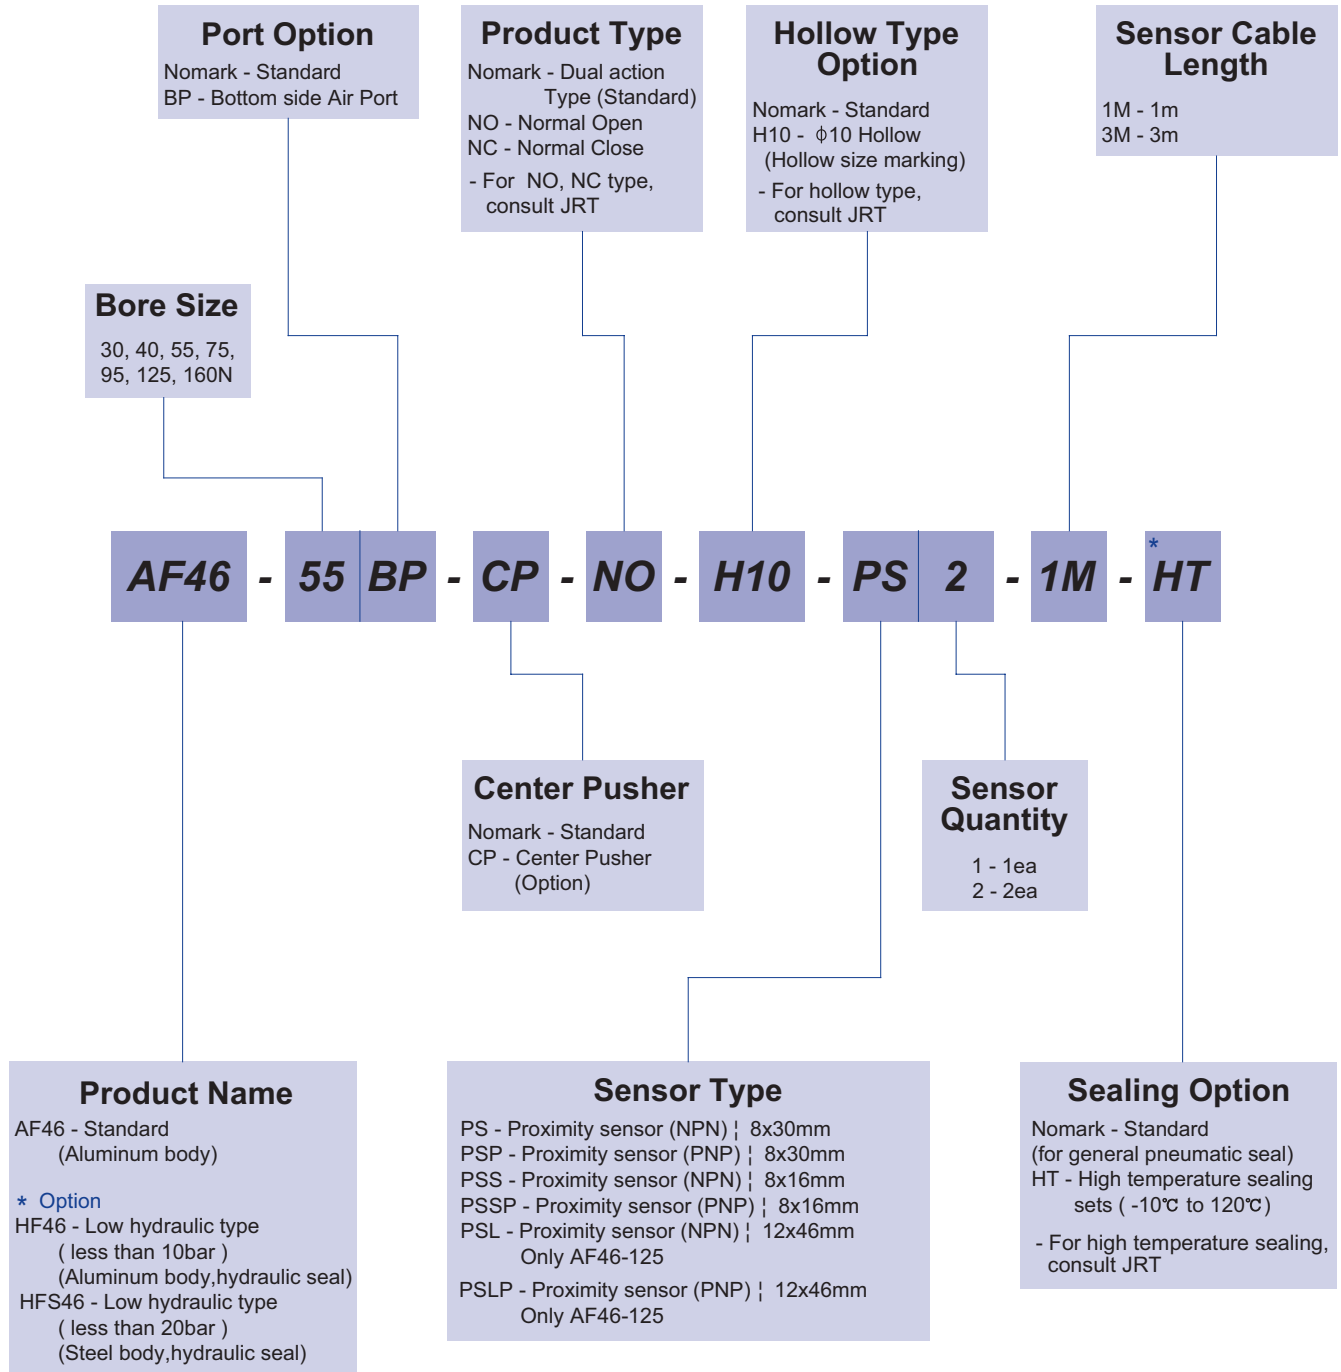 Port Option
Nomark - Standard
BP - Bottom side Air Port
Product Type
Nomark - Dual action
Type (Standard)
NO - Normal Open
NC - Normal Close
- For NO, NC type,
consult JRT
Hollow Type
Option
Nomark - Standard
H10 - ϕ10 Hollow
(Hollow size marking)
- For hollow type,
consult JRT
Sensor Cable
Length
1M - 1m
3M - 3m
Bore Size
30, 40, 55, 75,
95, 125, 160N
AF46 - 55 BP - CP - NO - H10 - PS 2 - 1M - *HT
Center Pusher
Nomark - Standard
CP - Center Pusher
(Option)
Sensor
Quantity
1 - 1ea
2 - 2ea
Product Name
AF46 - Standard
(Aluminum body)
* Option
HF46 - Low hydraulic type
( less than 10bar )
(Aluminum body,hydraulic seal)
HFS46 - Low hydraulic type
( less than 20bar )
(Steel body,hydraulic seal)
Sensor Type
PS - Proximity sensor (NPN) ¦ 8x30mm
PSP - Proximity sensor (PNP) ¦ 8x30mm
PSS - Proximity sensor (NPN) ¦ 8x16mm
PSSP - Proximity sensor (PNP) ¦ 8x16mm
PSL - Proximity sensor (NPN) ¦ 12x46mm
Only AF46-125
PSLP - Proximity sensor (PNP) ¦ 12x46mm
Only AF46-125
Sealing Option
Nomark - Standard
(for general pneumatic seal)
HT - High temperature sealing
sets ( -10℃ to 120℃)
- For high temperature sealing,
consult JRT